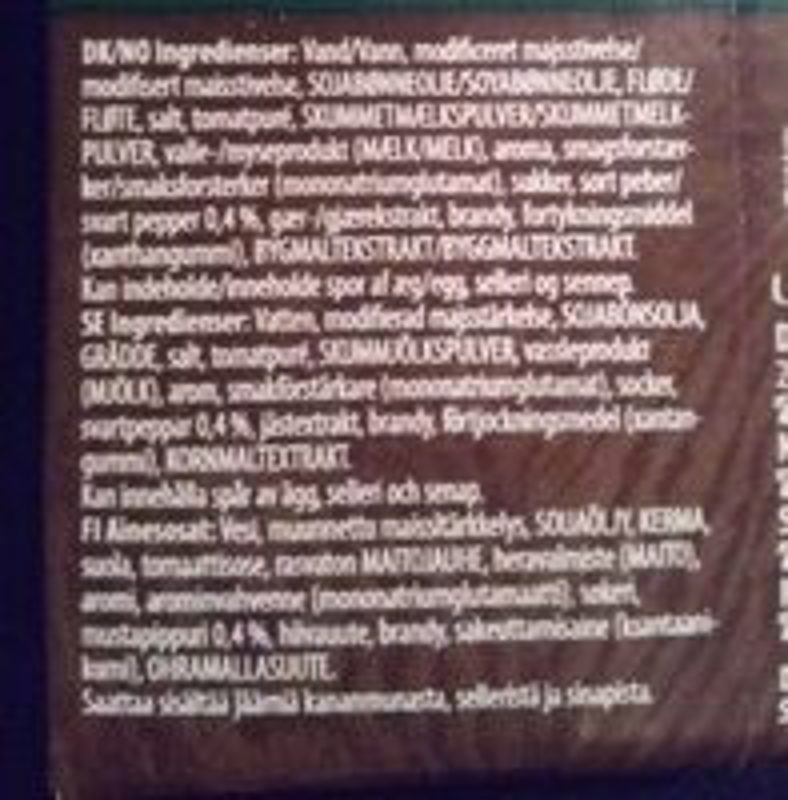 DK/NO Ingredienser: Vand/Vann, modificeret majsstivelse/
modifisert maisstivelse, SOJABØNNEOLIE/SOYABØNNEOLJE, FLØDE/
FLØTE, salt, tomatpuré, SKUMMETMÆLKSPULVER/SKUMMETMELK-
PULVER, valle-/myseprodukt (MÆLK/MELK), aroma, smagsforstær-
ker/smaksforsterker (mononatriumglutamat), sukker, sort peber/
svart pepper 0,4 %, gær-/gjærekstrakt, brandy, fortykningsmiddel
(xanthangummi), BYGMALTEKSTRAKT/BYGGMALTEKSTRAKT.
Kan indeholde/inneholde spor af æg/egg, selleri og sennep.
SE Ingredienser: Vatten, modifierad majsstärkelse, SOJABÖNSOLJA,
GRÄDDE, salt, tomatpuré, SKUMMJÖLKSPULVER, vassleprodukt
(MJÖLK), arom, smakförstärkare (mononatriumglutamat), socker,
svartpeppar 0,4 %, jästextrakt, brandy, förtjockningsmedel (xantan-
gummi), KORNMALTEXTRAKT.
Kan innehålla spår av ägg, selleri och senap.
FI Ainesosat: Vesi, muunnettu maissitärkkelys, SOIJAÖLJY, KERMA,
suola, tomaattisose, rasvaton MAITOJAUHE, heravalmiste (MAITO),
aromi, arominvahvenne (mononatriumglutamaatti), sokeri,
mustapippuri 0,4 %, hiivauute, brandy, sakeuttamisaine (ksantaani-
kumi), OHRAMALLASUUTE.
Saattaa sisältää jäämiä kananmunasta, selleristä ja sinapista.